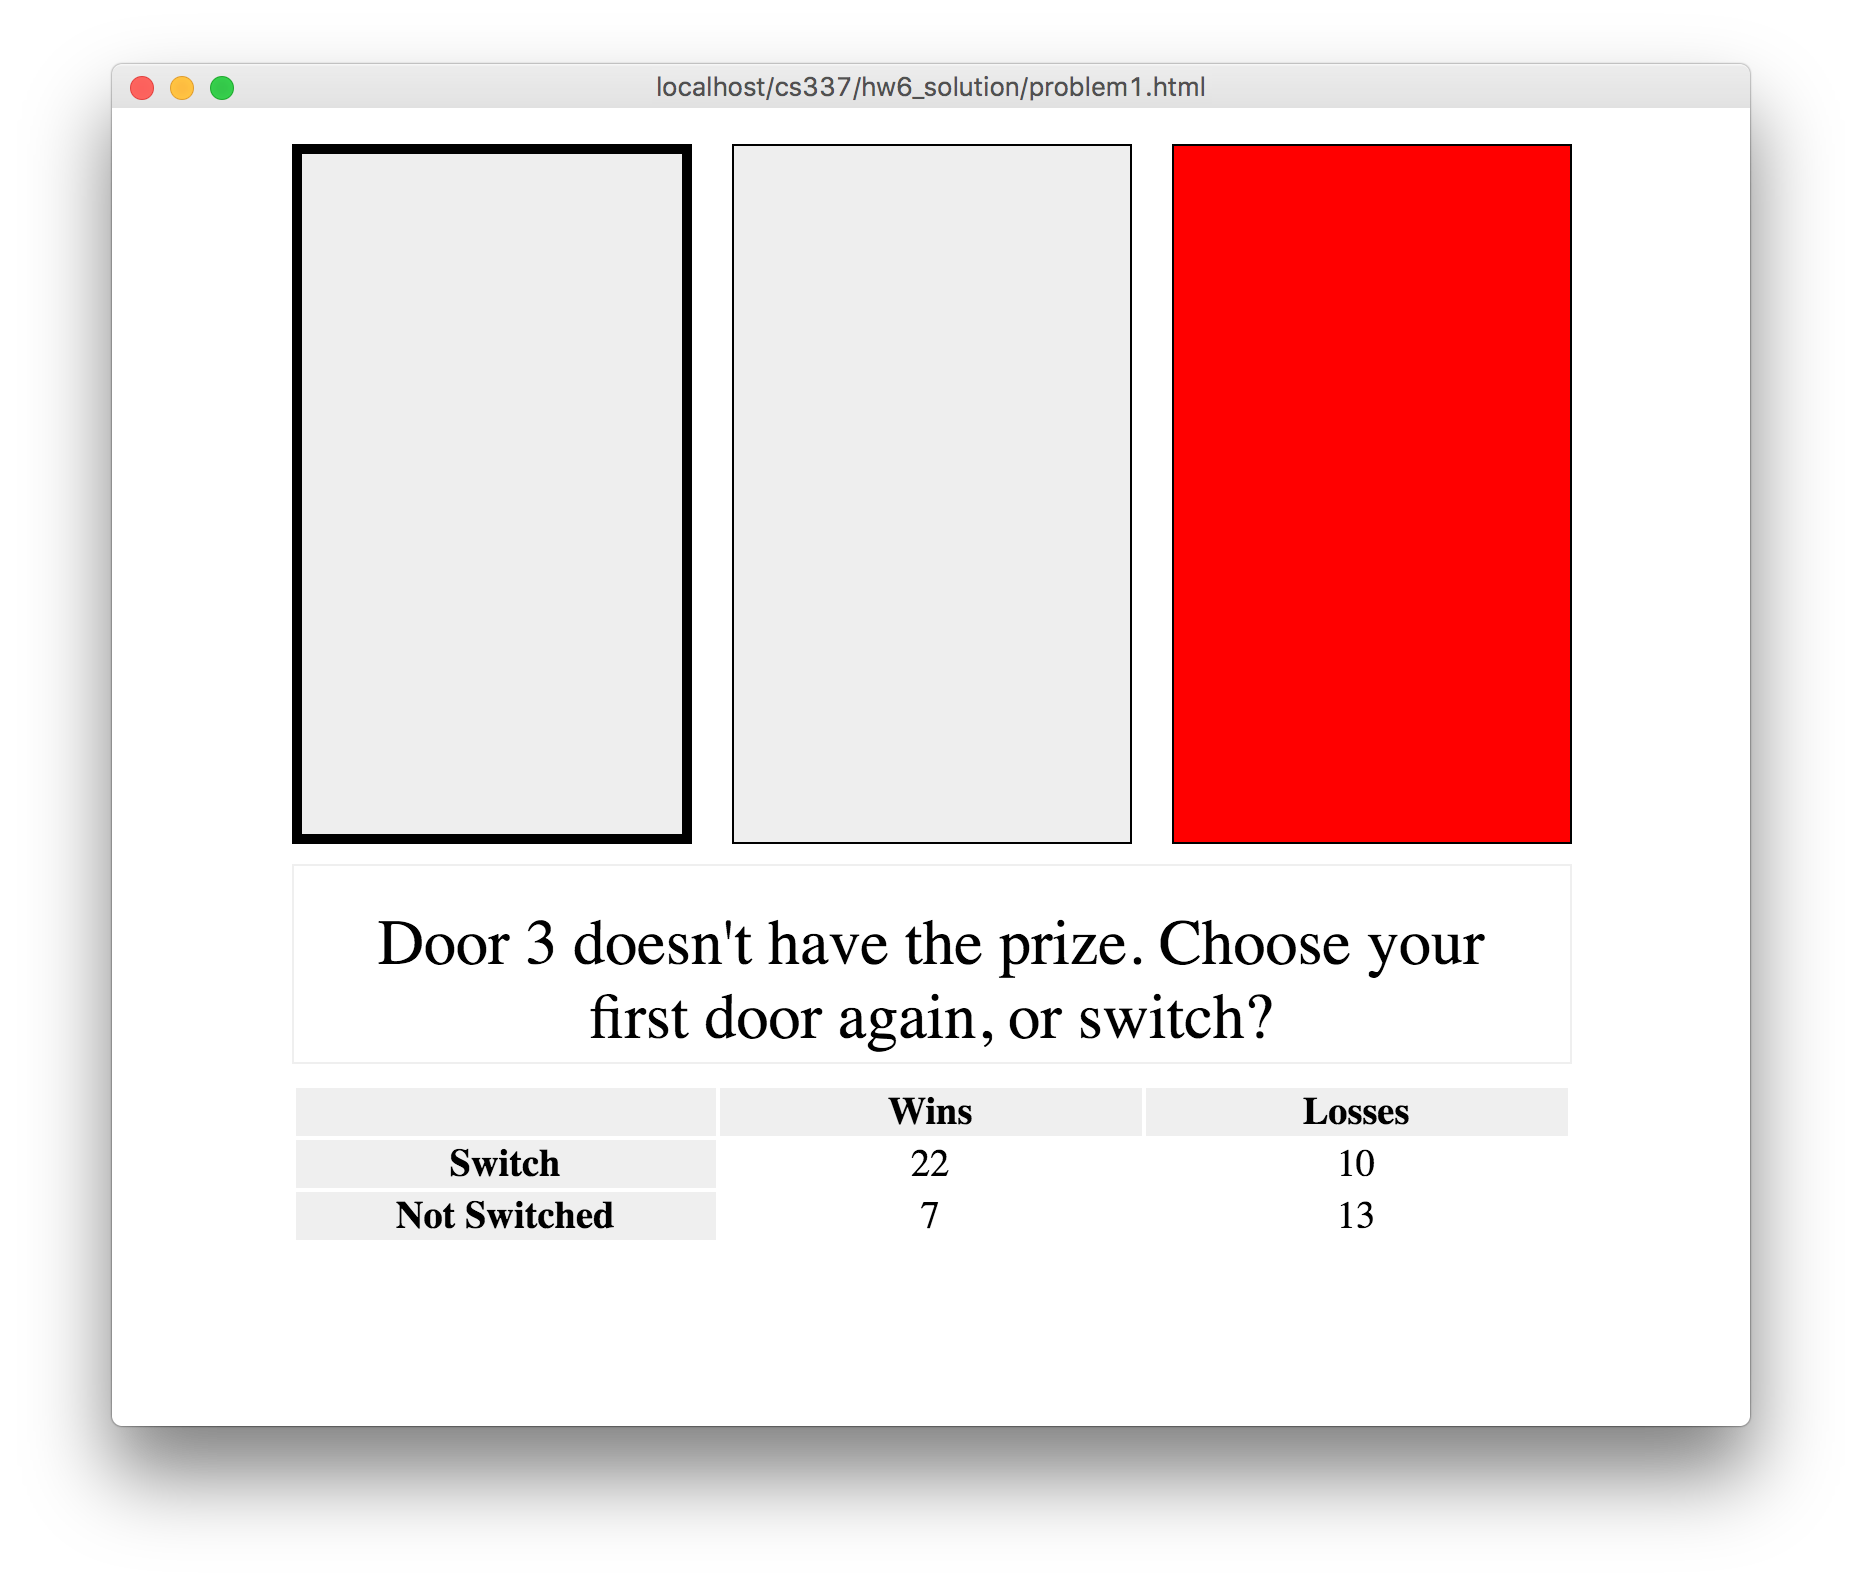 localhost/cs337/hw6_solution/problem1.html
Door 3 doesn't have the prize. Choose your
first door again, or switch?
Wins Losses
Switch 22 10
Not Switched 7 13